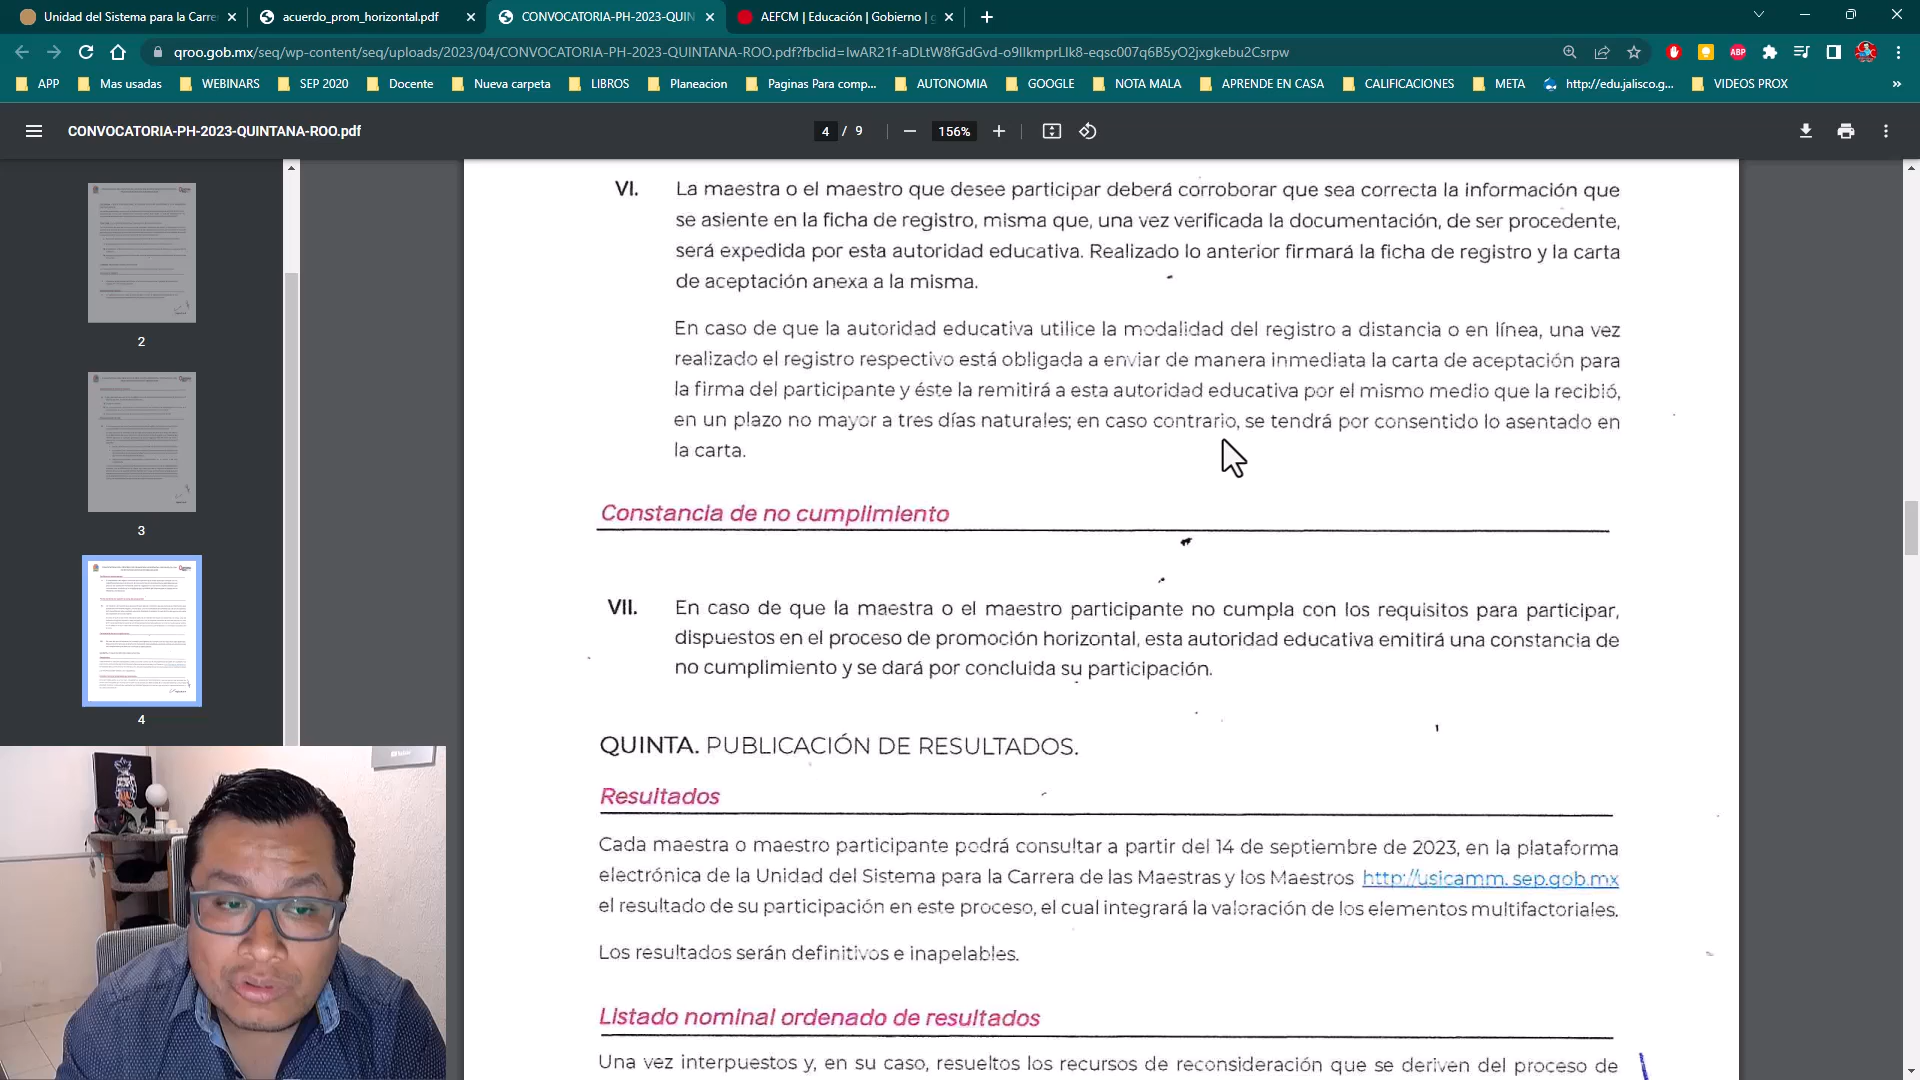 Unidad del Sistema para la Carre
acuerdo_prom_horizontal.pdf
CONVOCATORIA-PH-2023-QUIN
AEFCM | Educación | Gobierno | g
qroo.gob.mx/seq/wp-content/seq/uploads/2023/04/CONVOCATORIA-PH-2023-QUINTANA-ROO.pdf?fbclid=IwAR21f-aDLtW8fGdGvd-o9IlkmprLlk8-eqsc007q6B5yO2jxgkebu2Csrpw
APP
Mas usadas
WEBINARS
SEP 2020
Docente
Nueva carpeta
LIBROS
Planeacion
Paginas Para comp...
AUTONOMIA
GOOGLE
NOTA MALA
APRENDE EN CASA
CALIFICACIONES
META
http://edu.jalisco.g...
VIDEOS PROX
CONVOCATORIA-PH-2023-QUINTANA-ROO.pdf
4 / 9
156%
2
3
4
VI. La maestra o el maestro que desee participar deberá corroborar que sea correcta la información que
se asiente en la ficha de registro, misma que, una vez verificada la documentación, de ser procedente,
será expedida por esta autoridad educativa. Realizado lo anterior firmará la ficha de registro y la carta
de aceptación anexa a la misma.
En caso de que la autoridad educativa utilice la modalidad del registro a distancia o en línea, una vez
realizado el registro respectivo está obligada a enviar de manera inmediata la carta de aceptación para
la firma del participante y éste la remitirá a esta autoridad educativa por el mismo medio que la recibió,
en un plazo no mayor a tres días naturales; en caso contrario, se tendrá por consentido lo asentado en
la carta.
Constancia de no cumplimiento
VII. En caso de que la maestra o el maestro participante no cumpla con los requisitos para participar,
dispuestos en el proceso de promoción horizontal, esta autoridad educativa emitirá una constancia de
no cumplimiento y se dará por concluida su participación.
QUINTA. PUBLICACIÓN DE RESULTADOS.
Resultados
Cada maestra o maestro participante podrá consultar a partir del 14 de septiembre de 2023, en la plataforma
electrónica de la Unidad del Sistema para la Carrera de las Maestras y los Maestros http://usicamm. sep.gob.mx
el resultado de su participación en este proceso, el cual integrará la valoración de los elementos multifactoriales.
Los resultados serán definitivos e inapelables.
Listado nominal ordenado de resultados
Una vez interpuestos y, en su caso, resueltos los recursos de reconsideración que se deriven del proceso de